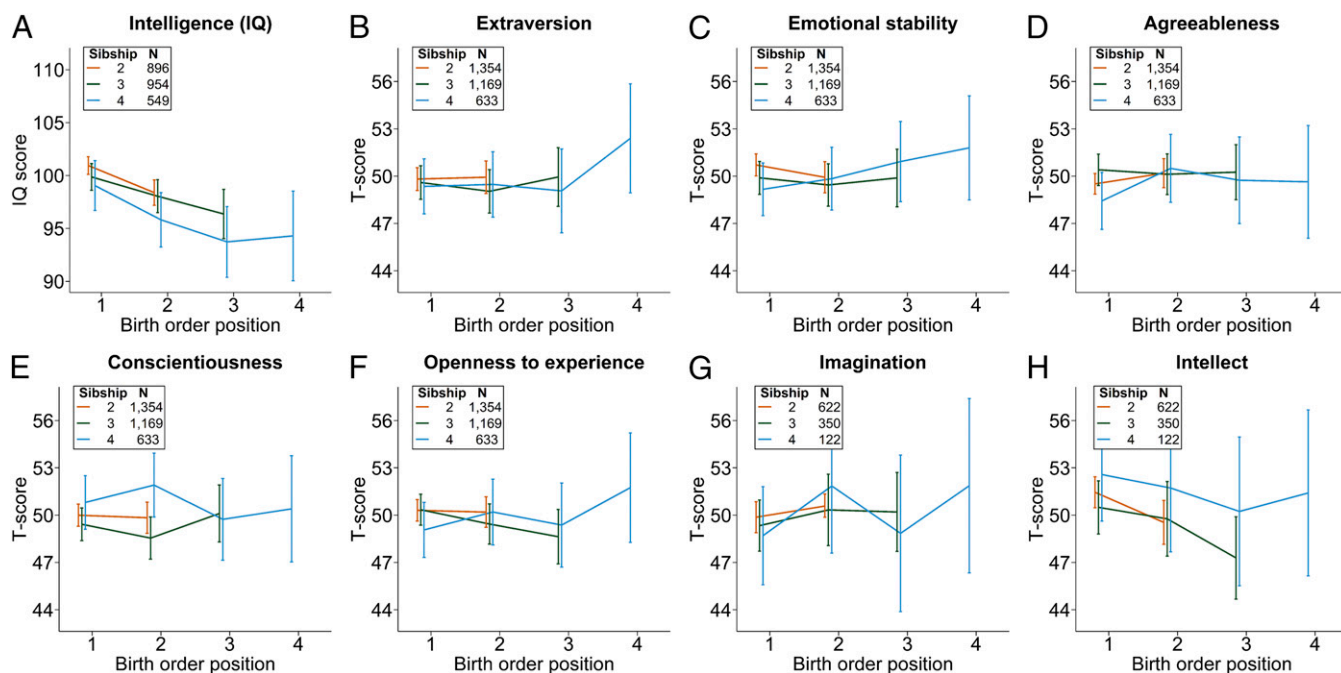 A Intelligence (IQ)
Sibship N
2 896
3 954
4 549
110
105
100
95
90
IQ score
1 2 3 4
Birth order position
B Extraversion
Sibship N
2 1,354
3 1,169
4 633
56
53
50
47
44
T-score
1 2 3 4
Birth order position
C Emotional stability
Sibship N
2 1,354
3 1,169
4 633
56
53
50
47
44
T-score
1 2 3 4
Birth order position
D Agreeableness
Sibship N
2 1,354
3 1,169
4 633
56
53
50
47
44
T-score
1 2 3 4
Birth order position
E Conscientiousness
Sibship N
2 1,354
3 1,169
4 633
56
53
50
47
44
T-score
1 2 3 4
Birth order position
F Openness to experience
Sibship N
2 1,354
3 1,169
4 633
56
53
50
47
44
T-score
1 2 3 4
Birth order position
G Imagination
Sibship N
2 622
3 350
4 122
56
53
50
47
44
T-score
1 2 3 4
Birth order position
H Intellect
Sibship N
2 622
3 350
4 122
56
53
50
47
44
T-score
1 2 3 4
Birth order position